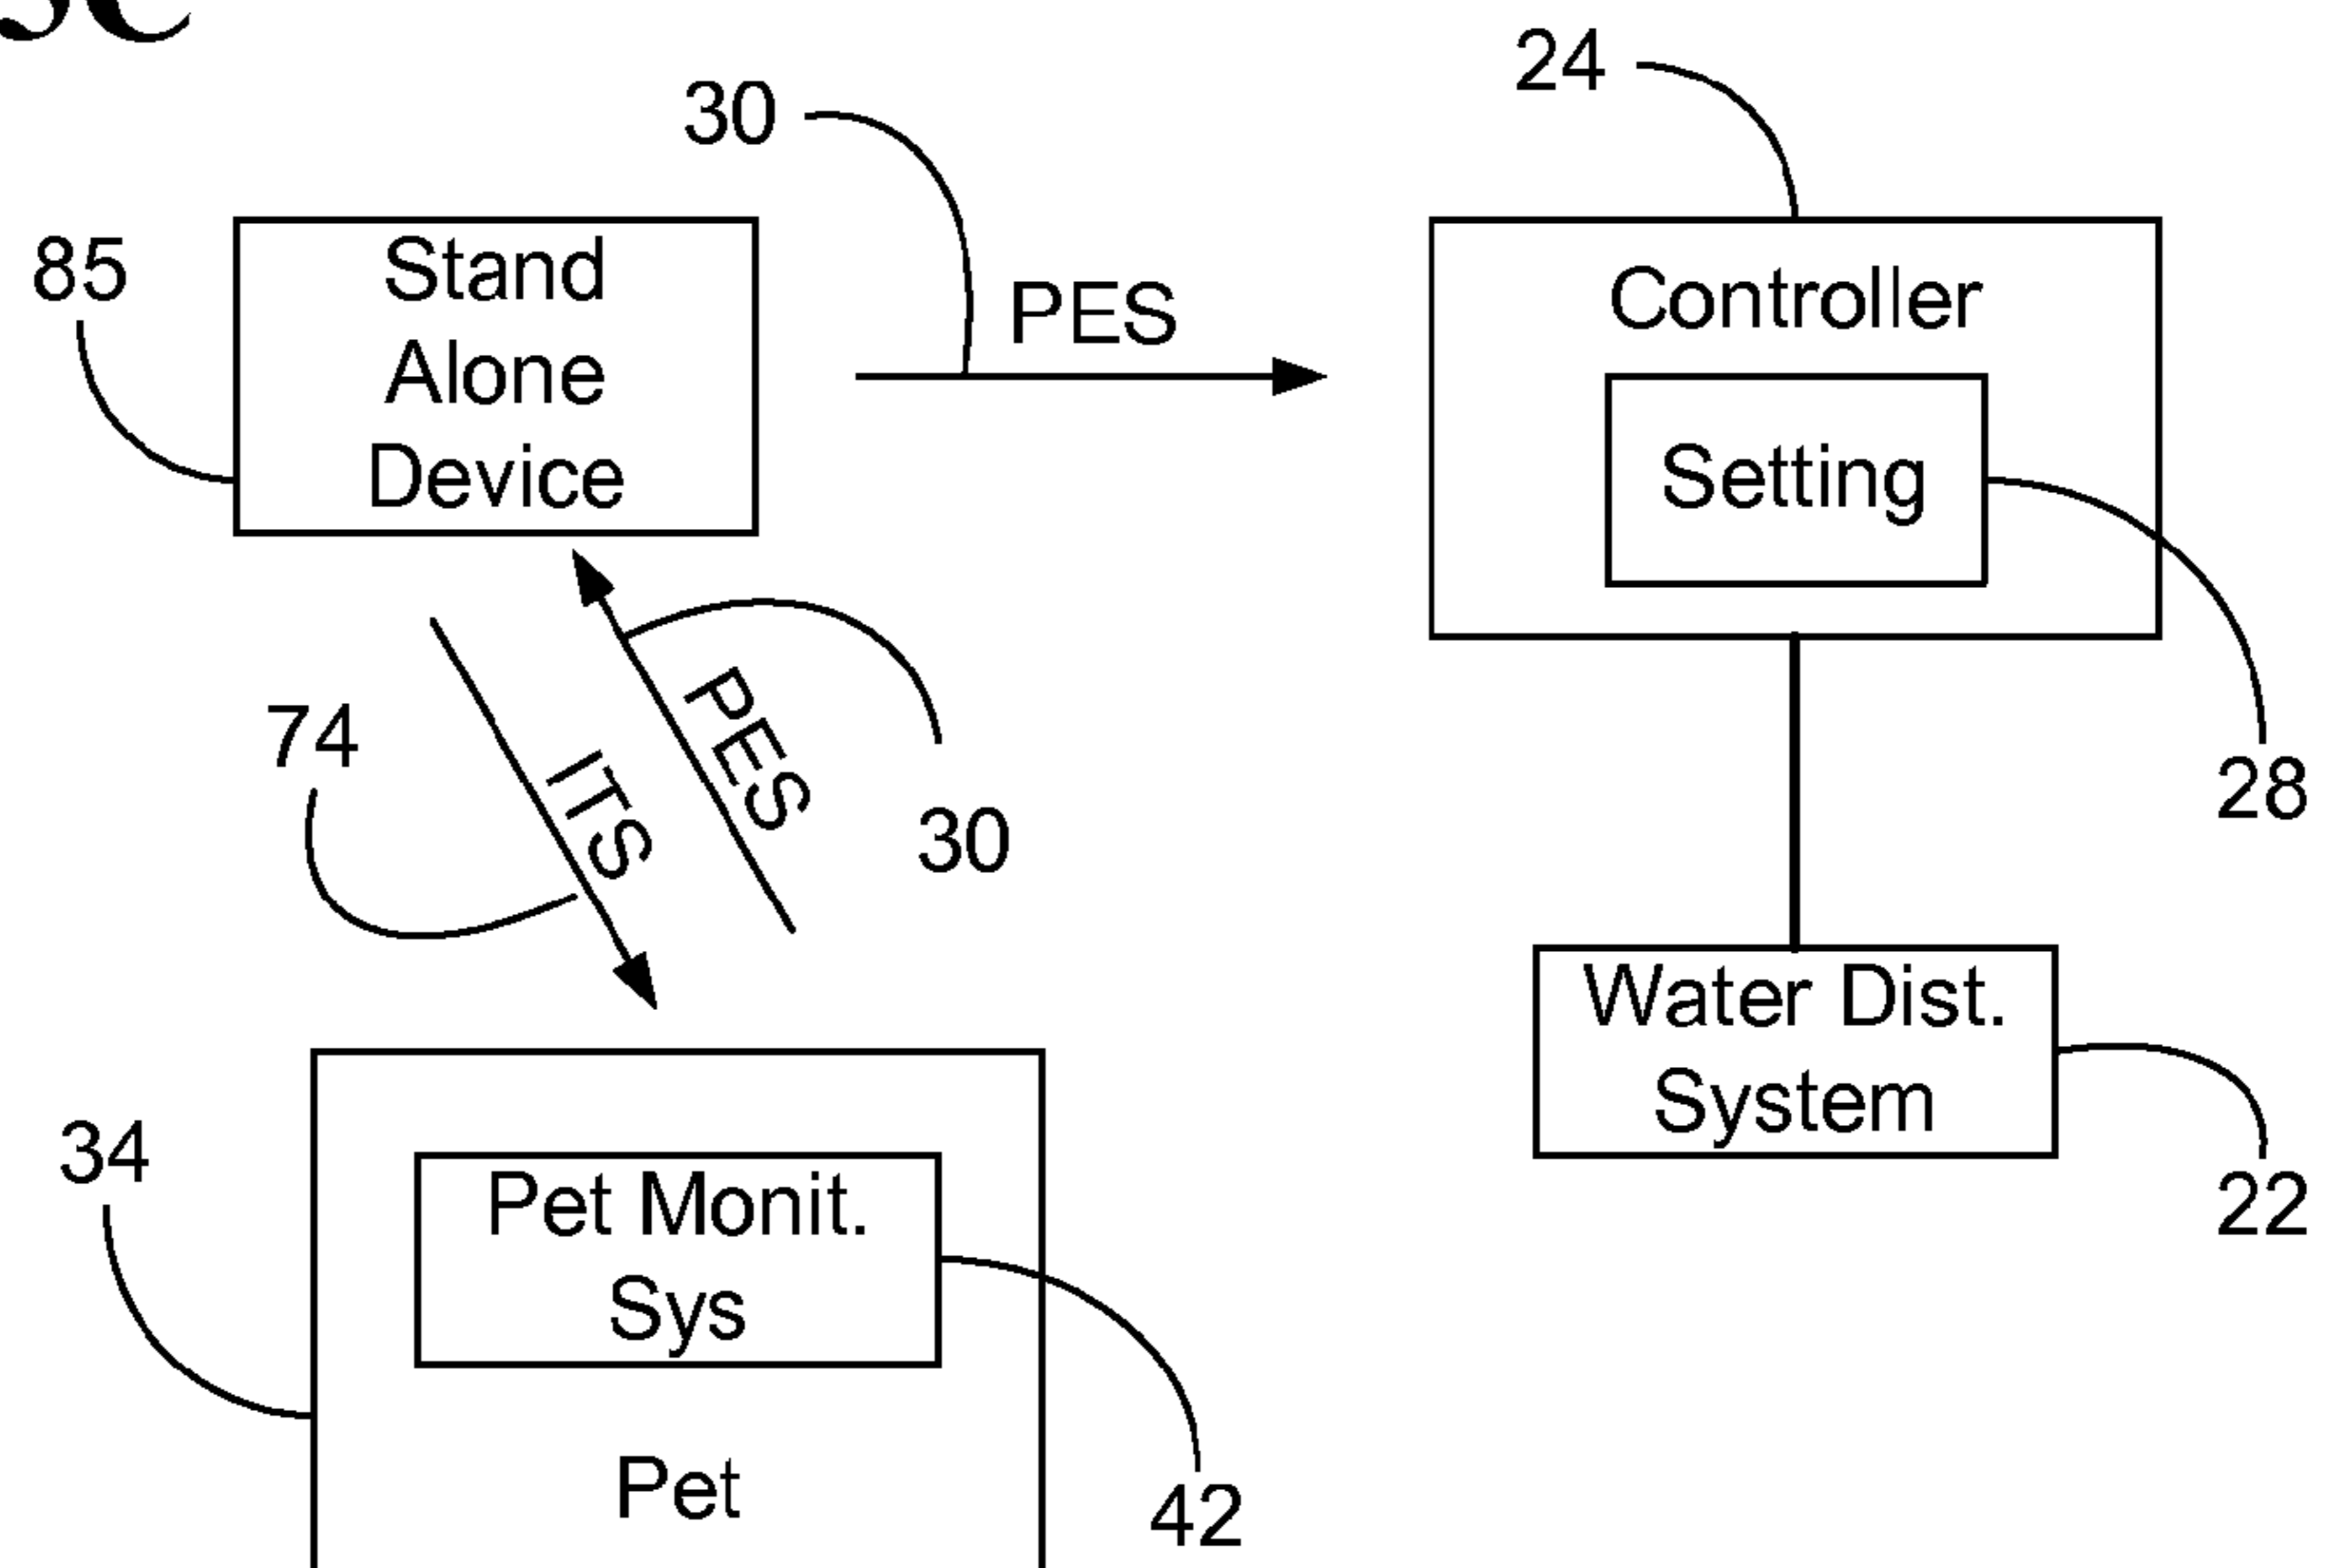 24
30
85
Stand
Alone
Device
PES
Controller
Setting
74
ITS
PES
30
28
Water Dist.
System
22
34
Pet Monit.
Sys
Pet
42